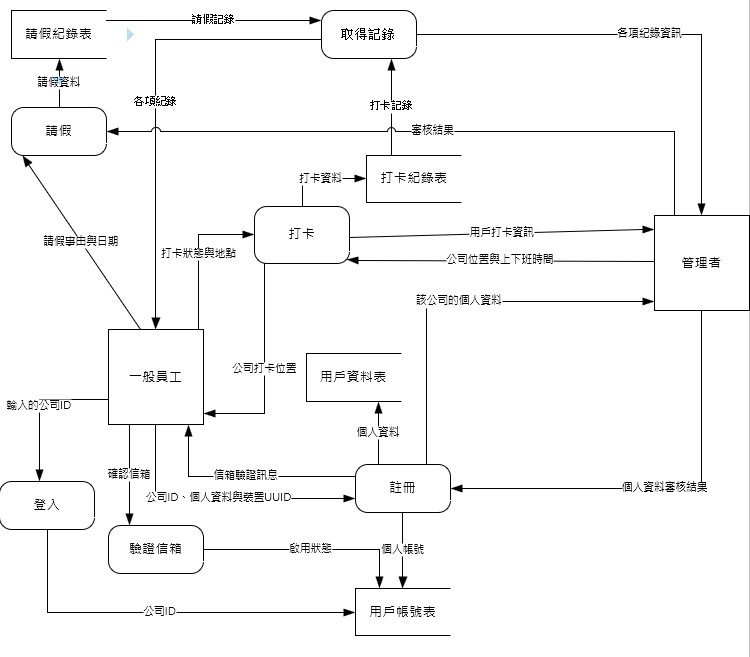 請假記錄
請假紀錄表
取得記錄
各項紀錄資訊
請假資料
各項紀錄
打卡記錄
請假
審核結果
打卡資料
打卡紀錄表
打卡
用戶打卡資訊
請假事由與日期
打卡狀態與地點
公司位置與上下班時間
管理者
該公司的個人資料
公司打卡位置
用戶資料表
一般員工
輸入的公司ID
個人資料
確認信箱
信箱驗證訊息
註冊
個人資料審核結果
公司ID、個人資料與裝置UUID
登入
驗證信箱
啟用狀態
個人帳號
公司ID
用戶帳號表